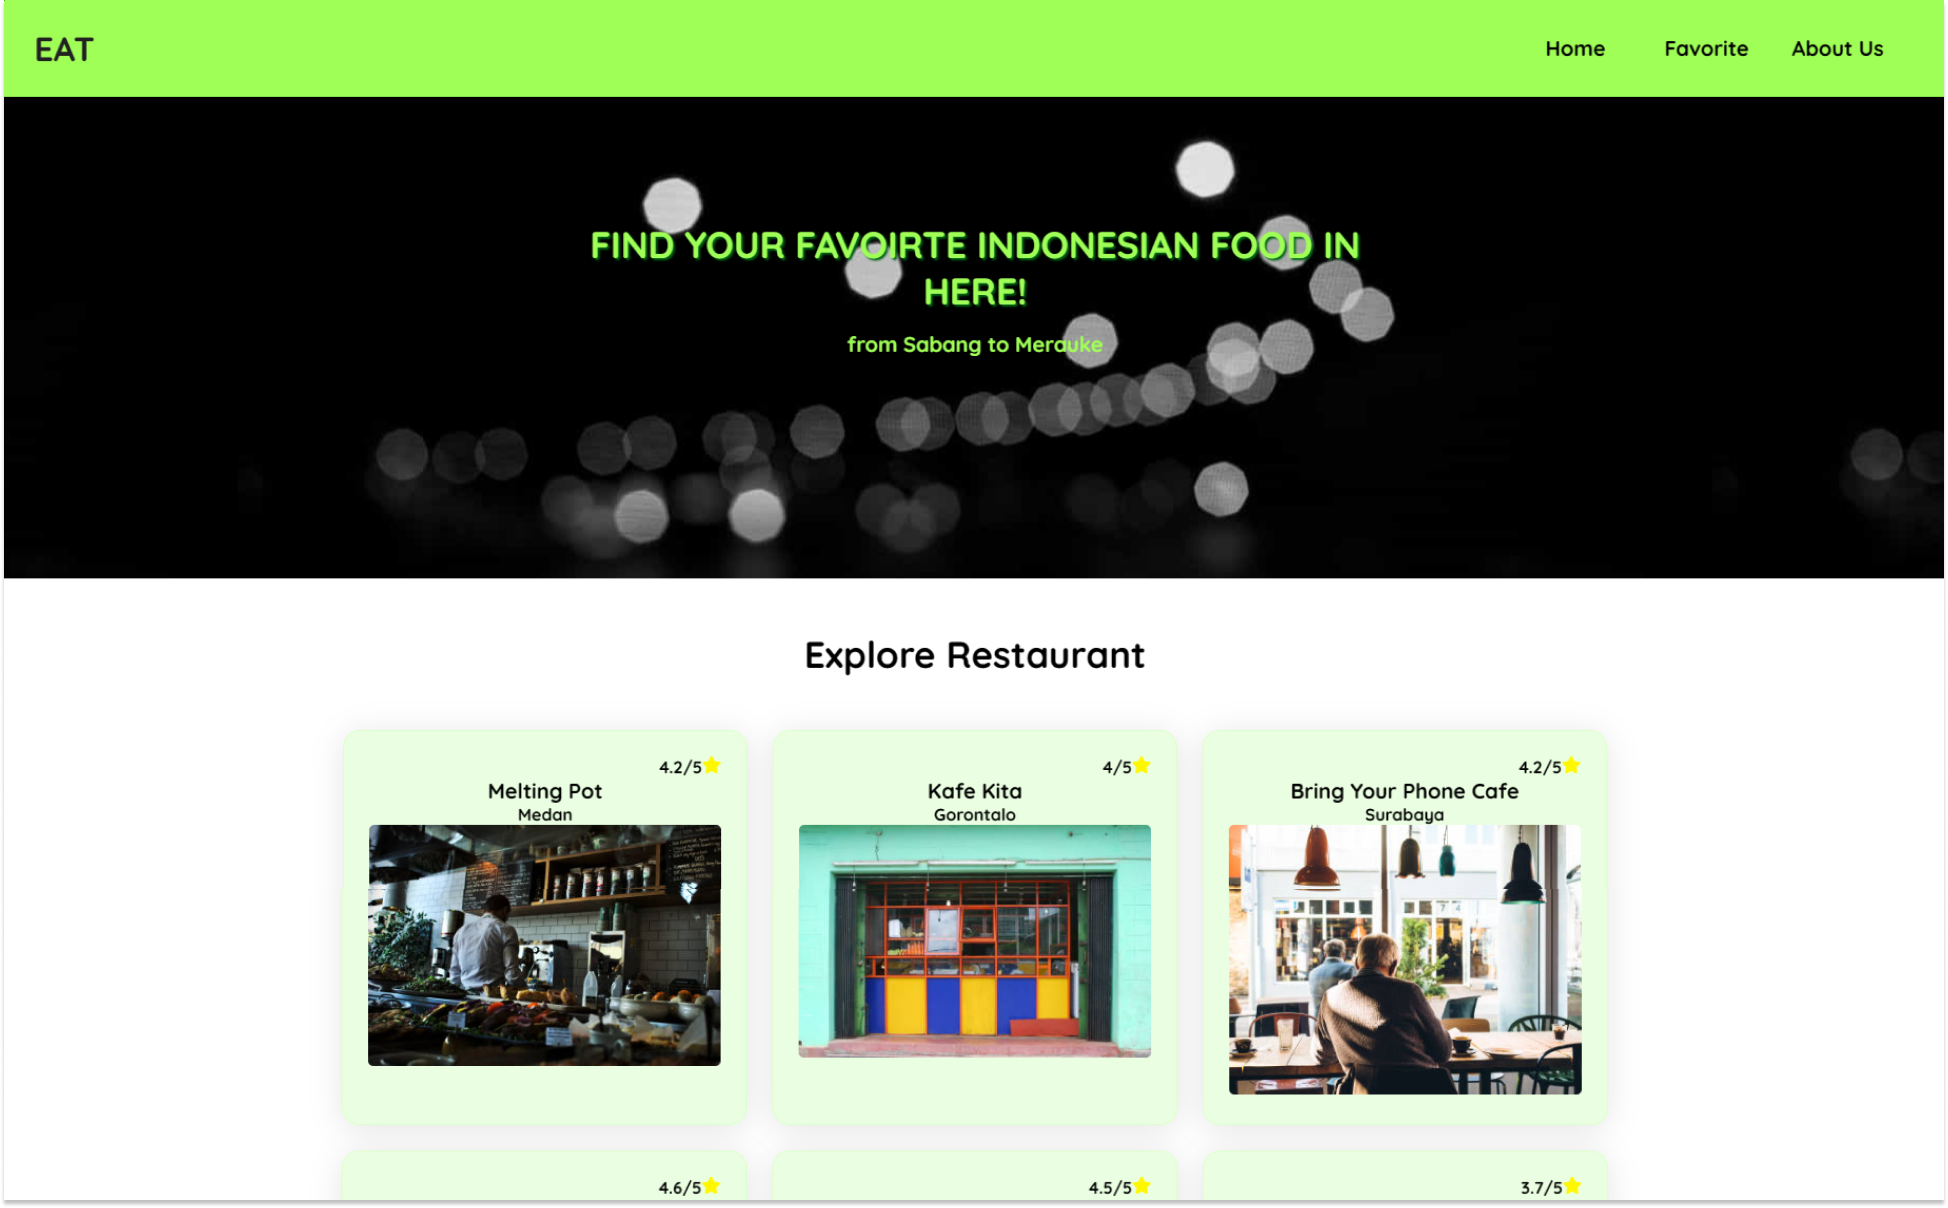 EAT
Home Favorite About Us
FIND YOUR FAVOIRTE INDONESIAN FOOD IN
HERE!
from Sabang to Merauke
Explore Restaurant
4.2/5
Melting Pot
Medan
4/5
Kafe Kita
Gorontalo
4.2/5
Bring Your Phone Cafe
Surabaya
4.6/5
4.5/5
3.7/5